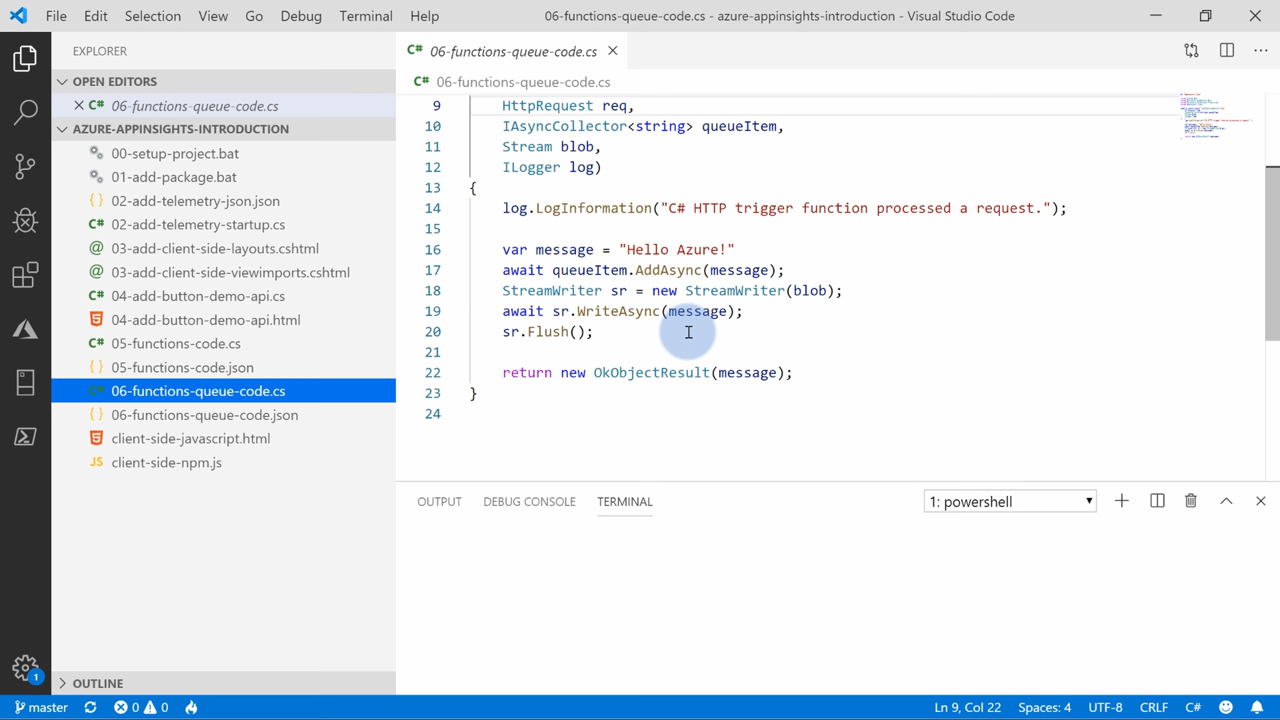 File Edit Selection View Go Debug Terminal Help 06-functions-queue-code.cs - azure-appinsights-introduction - Visual Studio Code
EXPLORER
OPEN EDITORS
C# 06-functions-queue-code.cs
AZURE-APPINSIGHTS-INTRODUCTION
00-setup-project.bat
01-add-package.bat
{} 02-add-telemetry-json.json
C# 02-add-telemetry-startup.cs
@ 03-add-client-side-layouts.cshtml
@ 03-add-client-side-viewimports.cshtml
C# 04-add-button-demo-api.cs
04-add-button-demo-api.html
C# 05-functions-code.cs
{} 05-functions-code.json
C# 06-functions-queue-code.cs
{} 06-functions-queue-code.json
client-side-javascript.html
JS client-side-npm.js
OUTLINE
1
C# 06-functions-queue-code.cs
C# 06-functions-queue-code.cs
9 HttpRequest req,
10 IAsyncCollector<string> queueItem,
11 Stream blob,
12 ILogger log)
13 {
14 log.LogInformation("C# HTTP trigger function processed a request.");
15
16 var message = "Hello Azure!"
17 await queueItem.AddAsync(message);
18 StreamWriter sr = new StreamWriter(blob);
19 await sr.WriteAsync(message);
20 sr.Flush();
21
22 return new OkObjectResult(message);
23 }
24
OUTPUT DEBUG CONSOLE TERMINAL 1: powershell
master 0 0 Ln 9, Col 22 Spaces: 4 UTF-8 CRLF C#